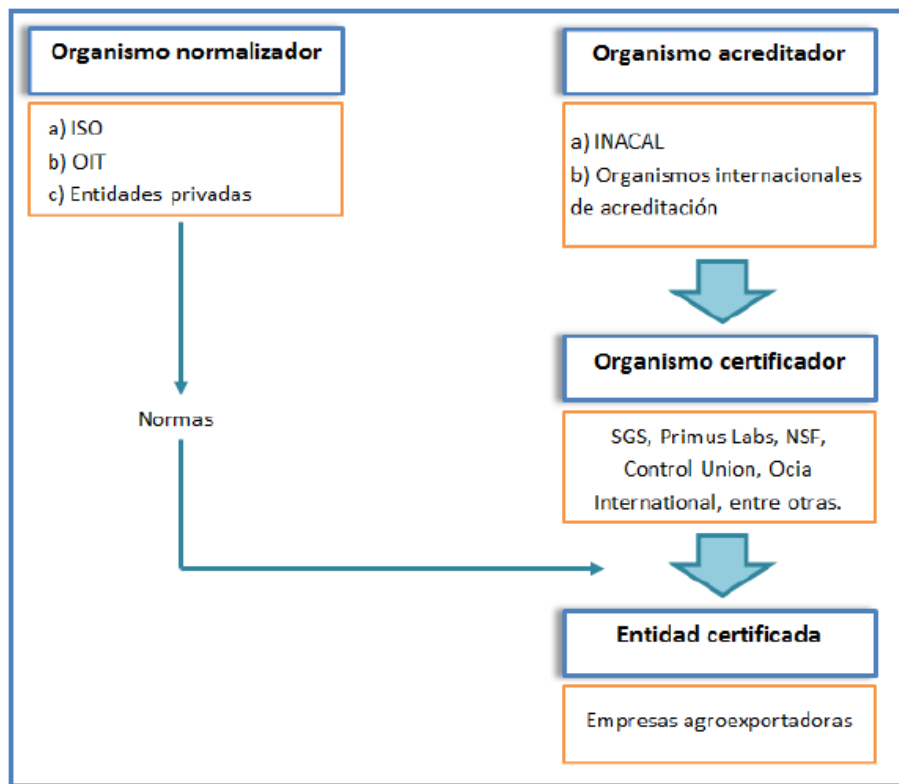 Organismo normalizador
a) ISO
b) OIT
c) Entidades privadas
Normas
Organismo acreditador
a) INACAL
b) Organismos internacionales
de acreditación
Organismo certificador
SGS, Primus Labs, NSF,
Control Union, Ocia
International, entre otras.
Entidad certificada
Empresas agroexportadoras